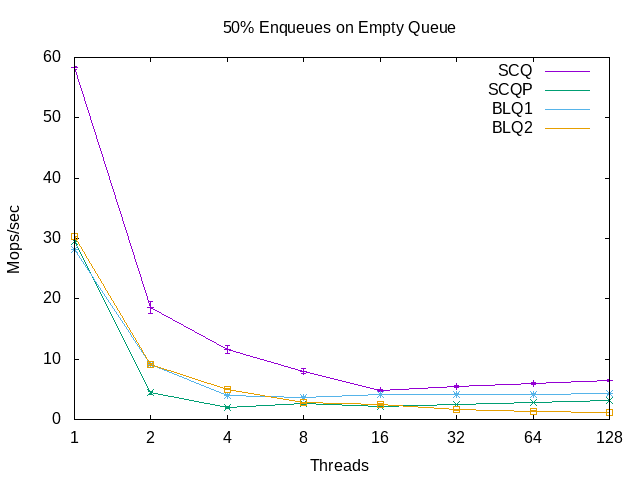 50% Enqueues on Empty Queue
60
50
40
30
20
10
0
Mops/sec
SCQ
SCQP
BLQ1
BLQ2
1 2 4 8 16 32 64 128
Threads